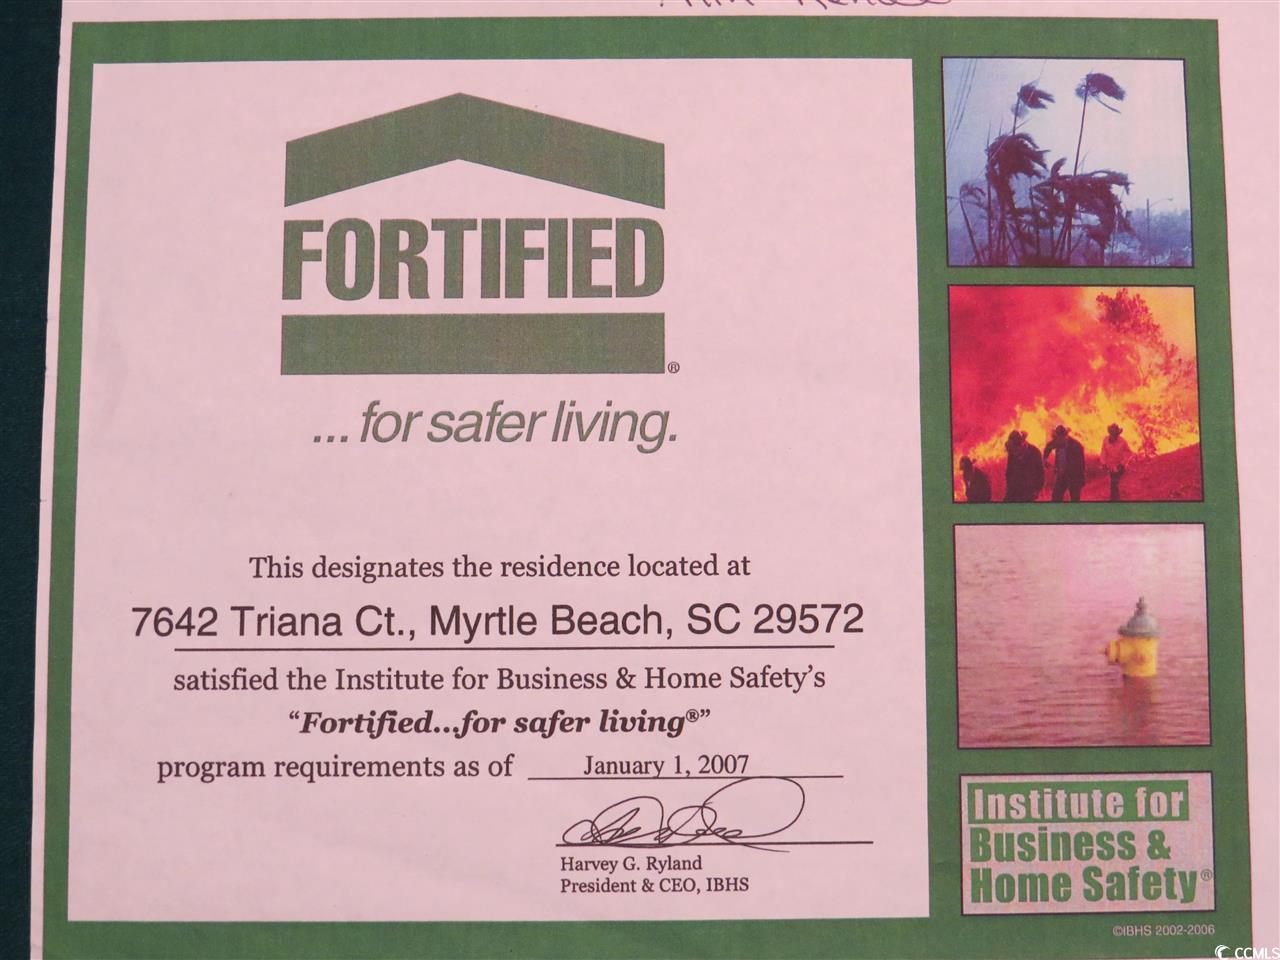 FORTIFIED
®
... for safer living.
This designates the residence located at
7642 Triana Ct., Myrtle Beach, SC 29572
satisfied the Institute for Business & Home Safety’s
“Fortified...for safer living®”
program requirements as of January 1, 2007
Harvey G. Ryland
President & CEO, IBHS
Institute for
Business &
Home Safety®
©IBHS 2002-2006
CCMLS